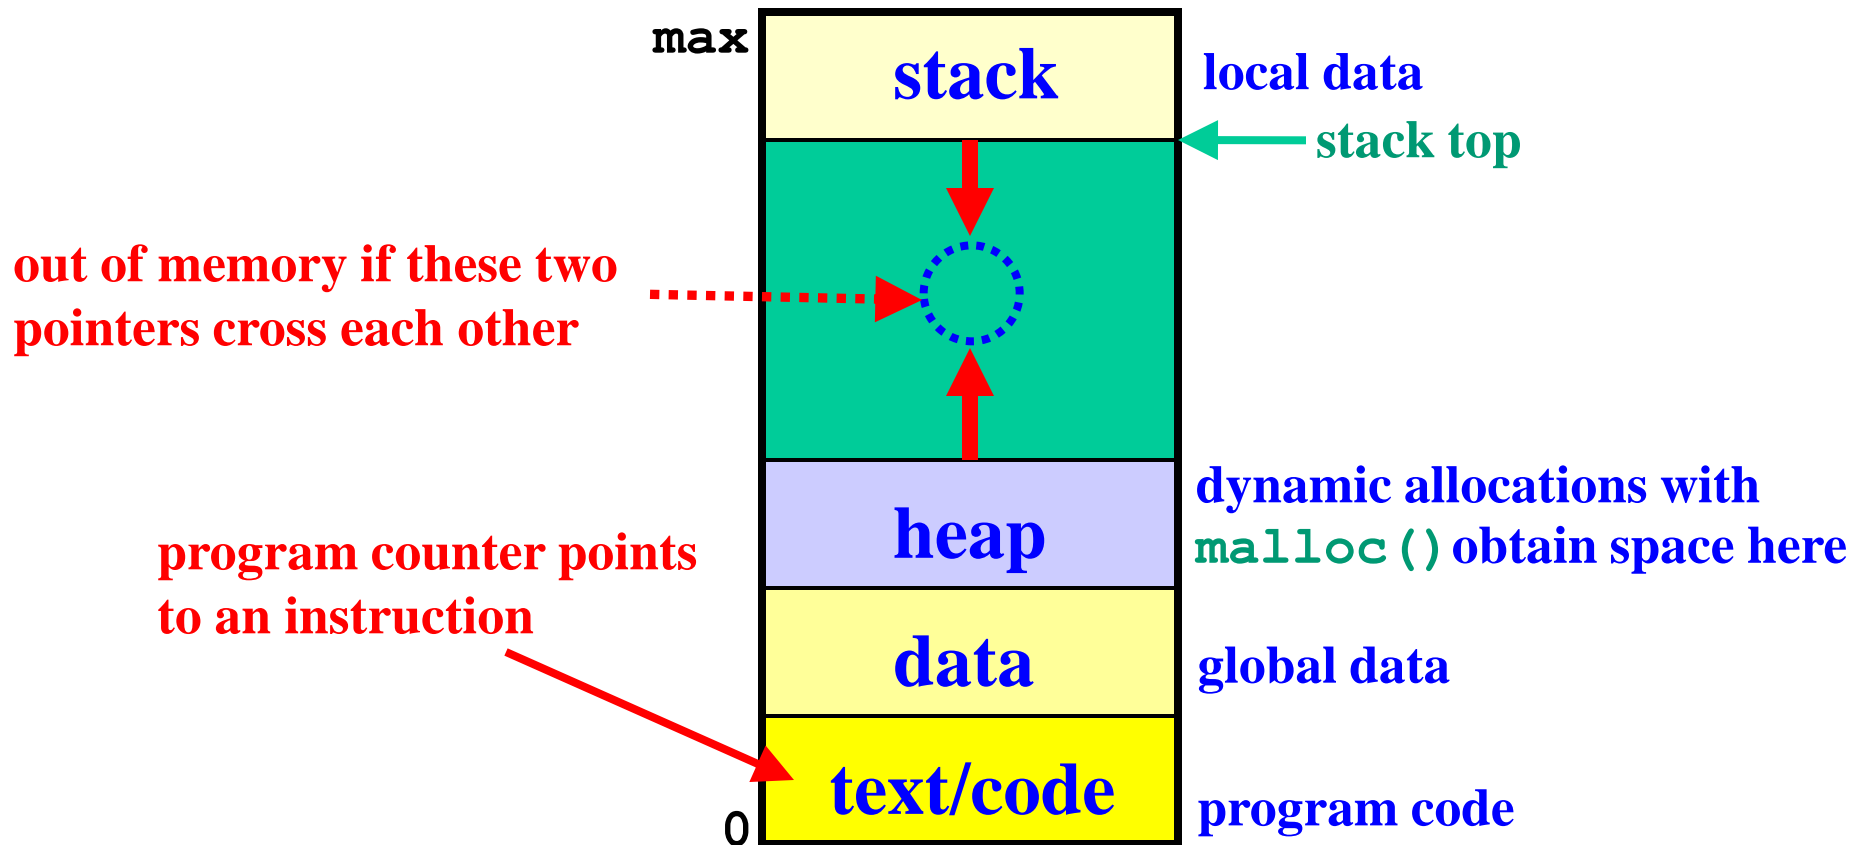 max
stack
local data
stack top
out of memory if these two
pointers cross each other
dynamic allocations with
malloc() obtain space here
heap
program counter points
to an instruction
data
global data
text/code
program code
0